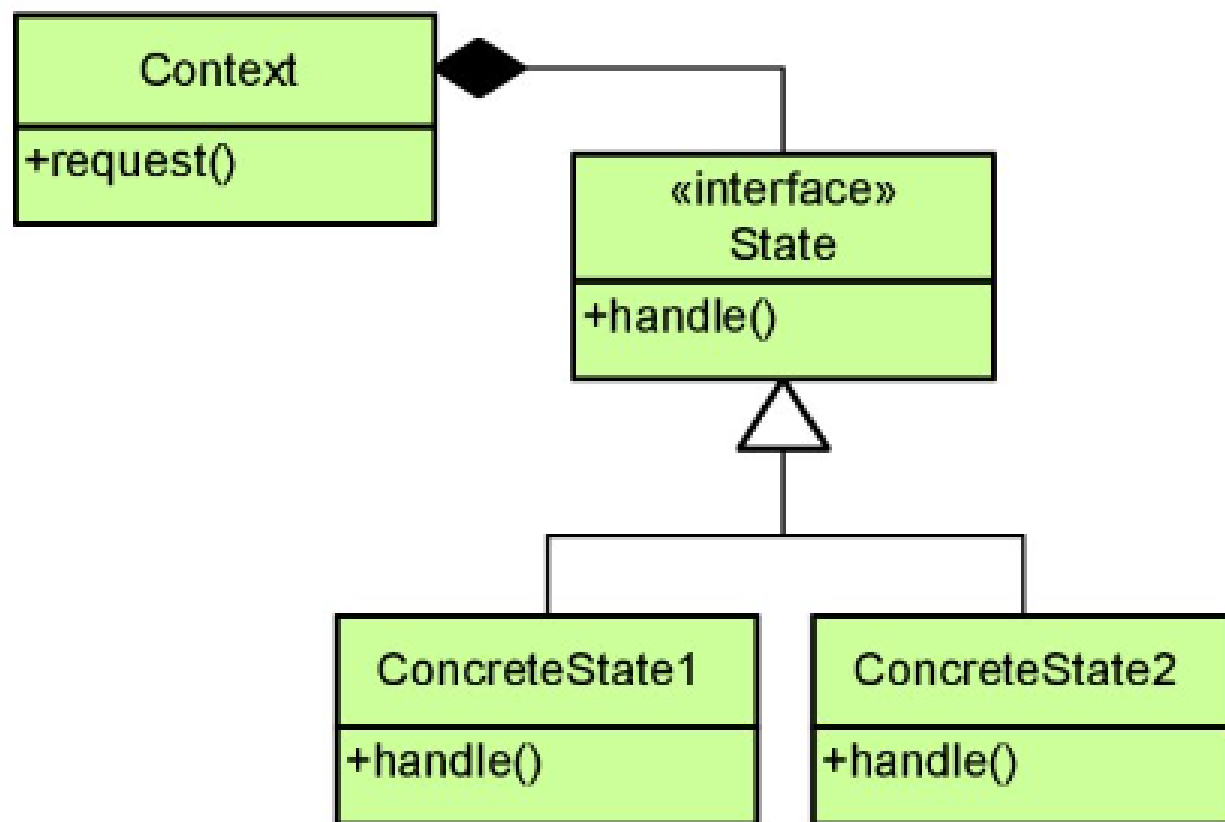 Context
+request()
«interface»
State
+handle()
ConcreteState1
+handle()
ConcreteState2
+handle()